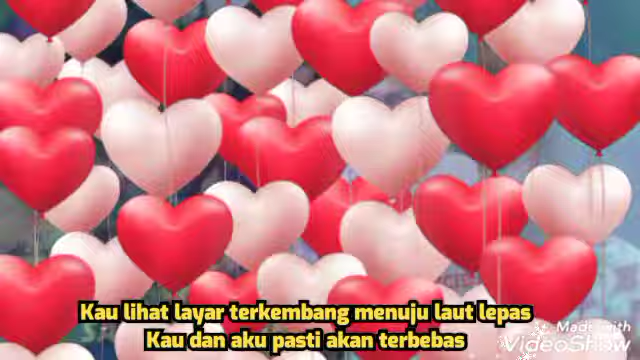 Kau lihat layar terkembang menuju laut lepas
Kau dan aku pasti akan terbebas
Made with
VideoShow